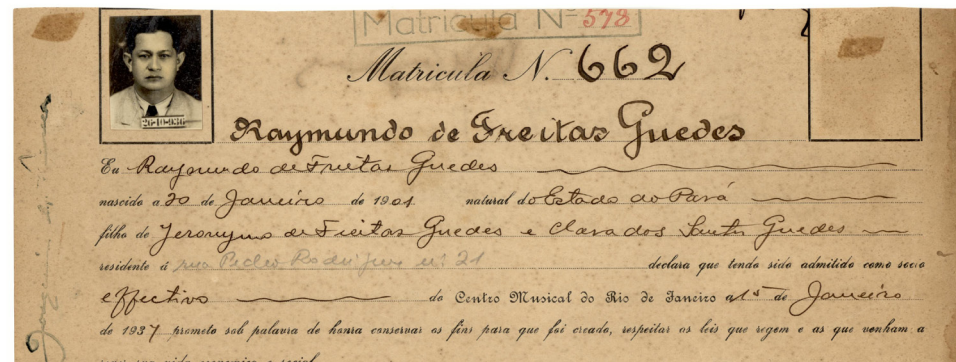 Matricula Nº 578
Matricula N. 662
26-10-936
Raymundo de Freitas Guedes
Eu Raymundo de Freitas Guedes
nascido a 20 de Janeiro de 1901 natural do Estado do Pará
filho de Jeronymo de Freitas Guedes e Clara dos Santos Guedes
residente á rua Pedro Rodrigues nº 21 declara que tendo sido admitido como socio
effectivo do Centro Musical do Rio de Janeiro a 15 de Janeiro
de 1937 prometo sob palavra de honra conservar os fins para que foi creado, respeitar as leis que regem e as que venham a